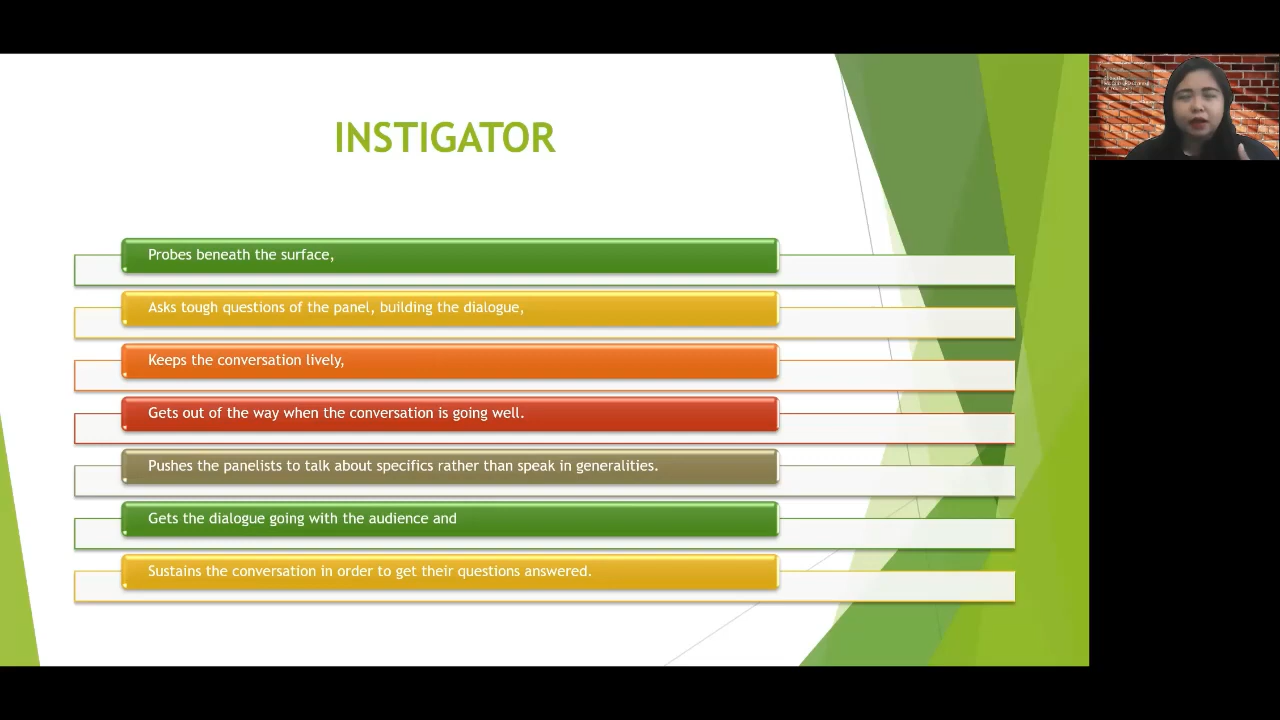 INSTIGATOR
Probes beneath the surface,
Asks tough questions of the panel, building the dialogue,
Keeps the conversation lively,
Gets out of the way when the conversation is going well.
Pushes the panelists to talk about specifics rather than speak in generalities.
Gets the dialogue going with the audience and
Sustains the conversation in order to get their questions answered.